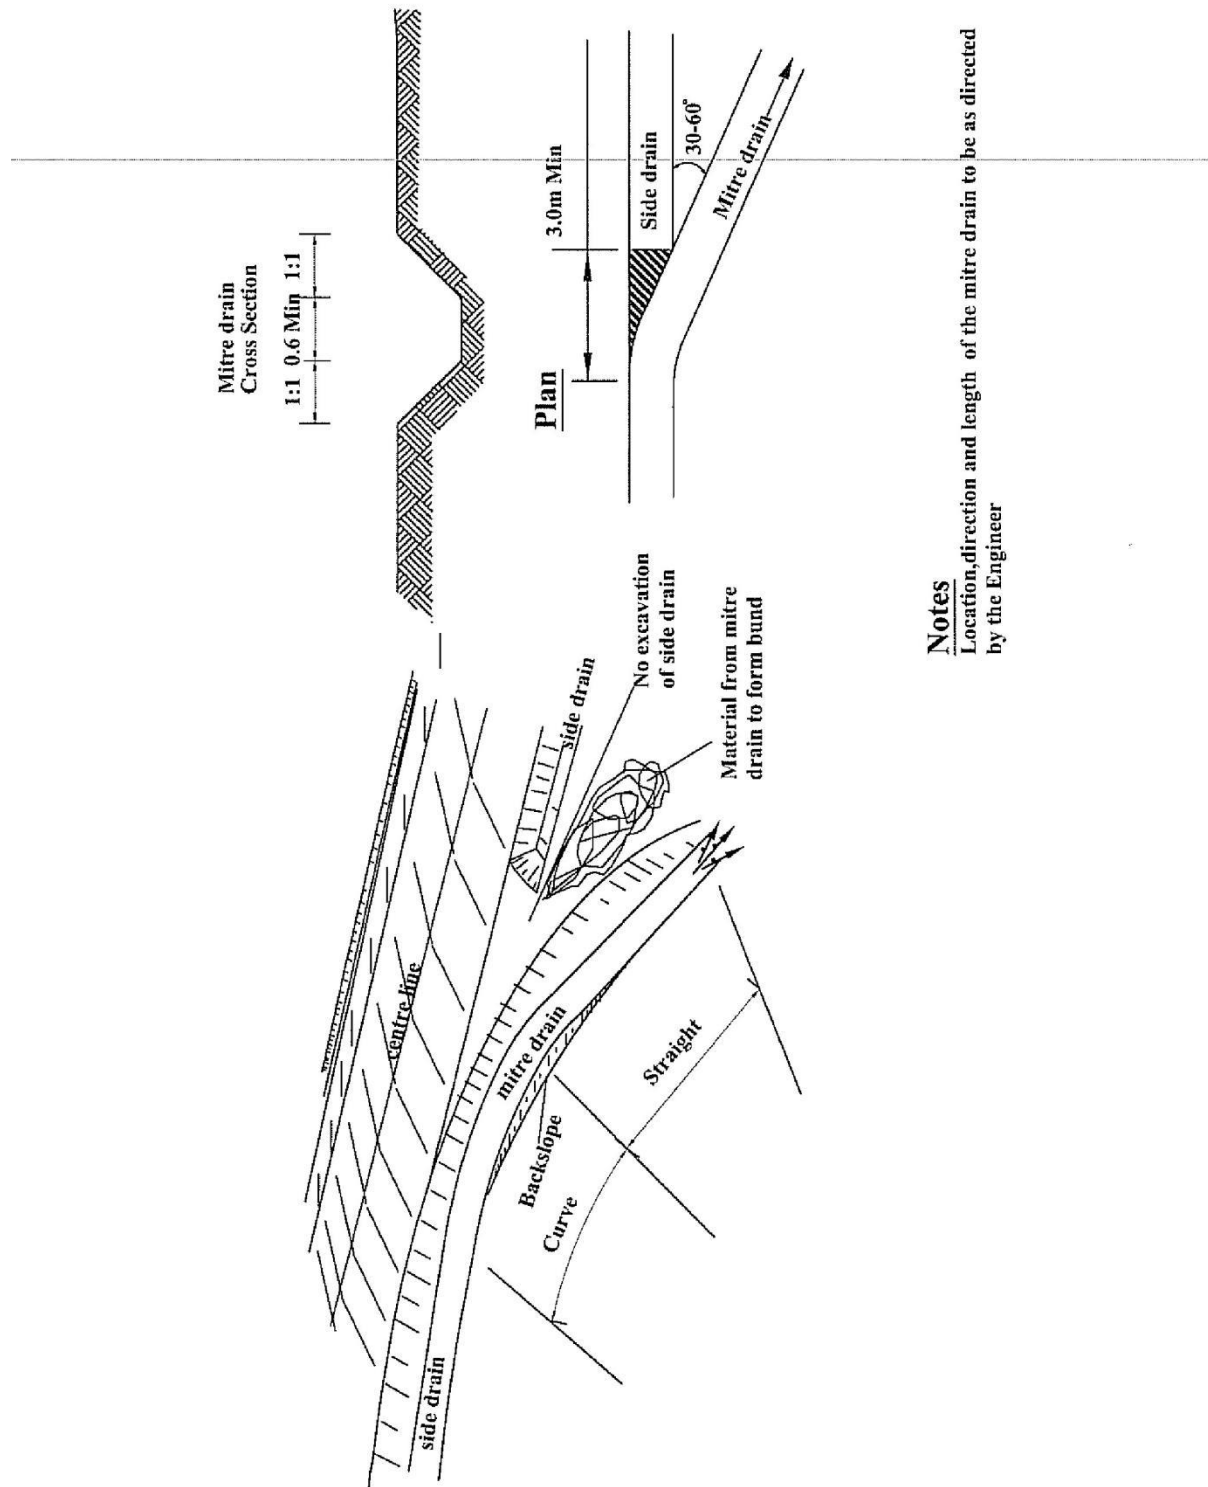 Mitre drain
Cross Section
1:1 0.6 Min 1:1
Plan
3.0m Min
Side drain
30-60°
Mitre drain
centre line
side drain
No excavation
of side drain
Material from mitre
drain to form bund
mitre drain
Backslope
Curve
Straight
side drain
Notes
Location,direction and length of the mitre drain to be as directed
by the Engineer